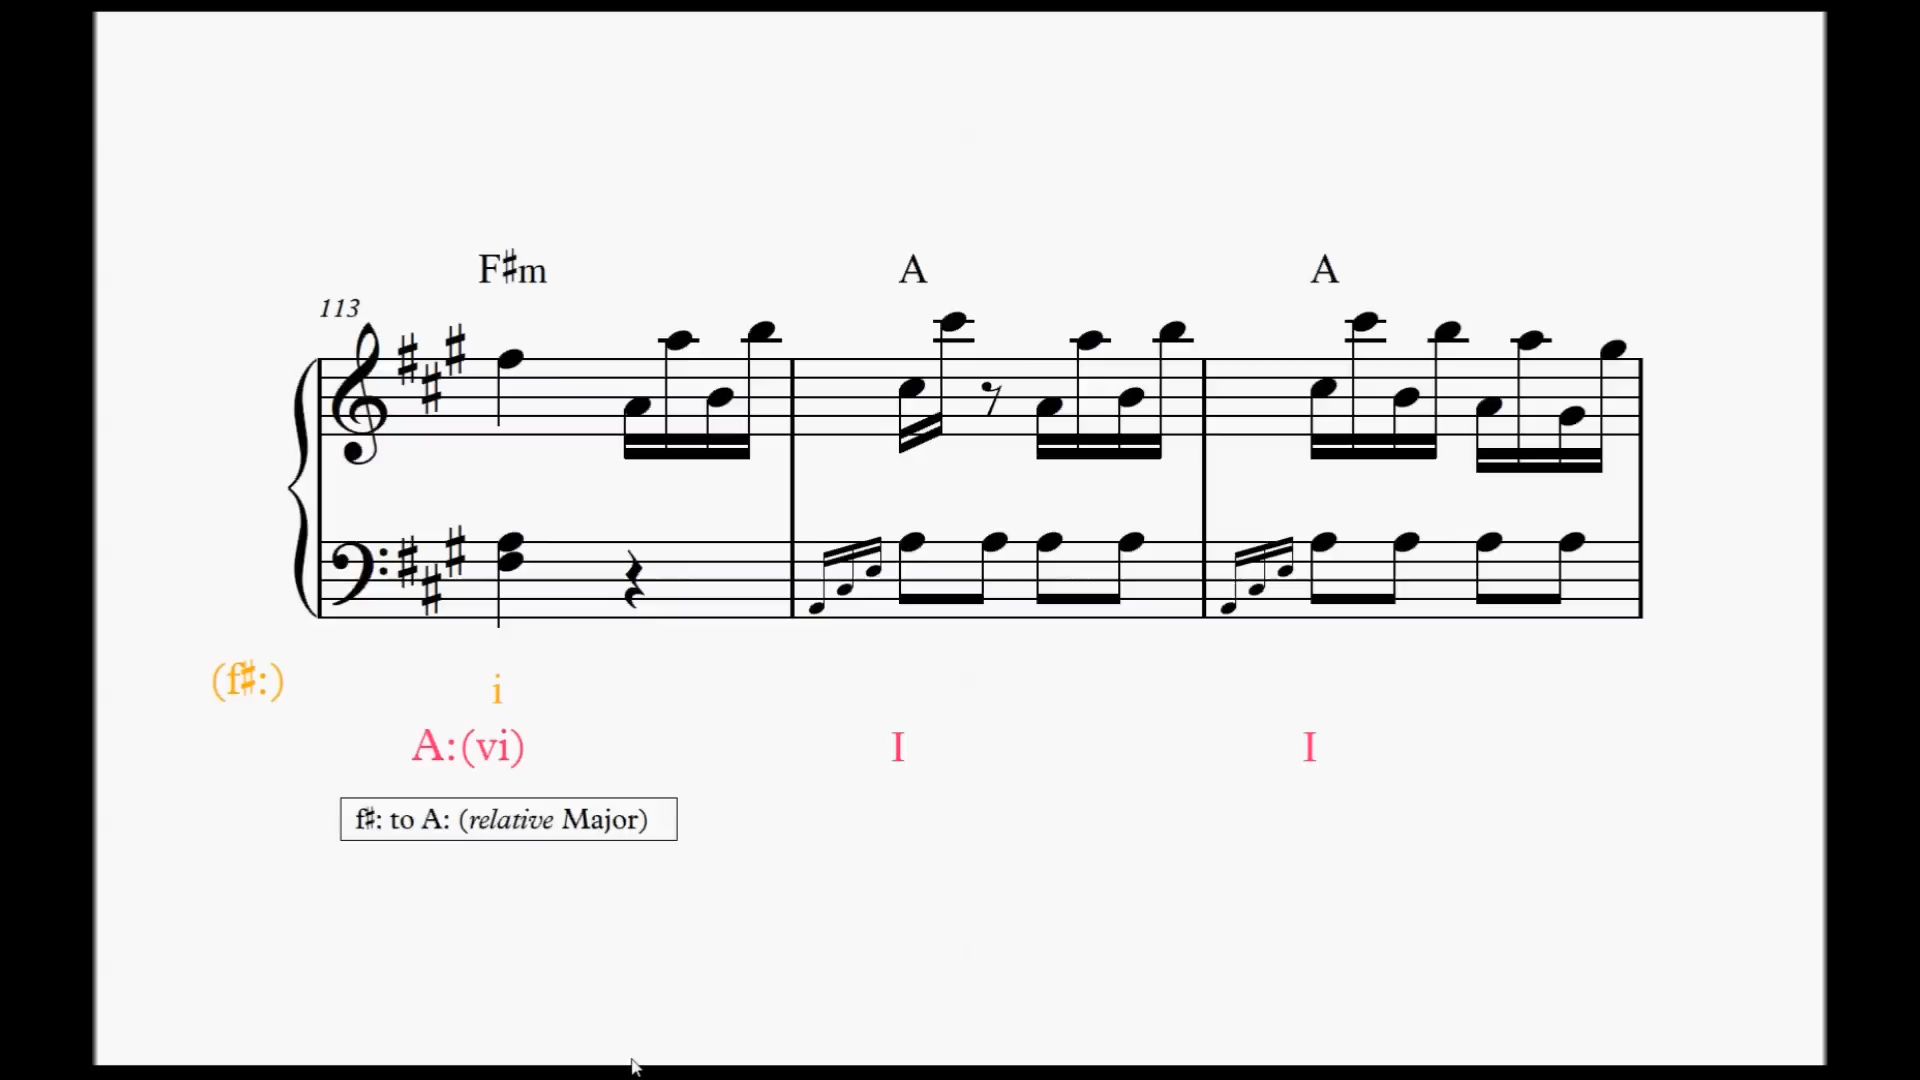 F♯m A A
113
(f♯:) i
A:(vi) I I
f♯: to A: (relative Major)